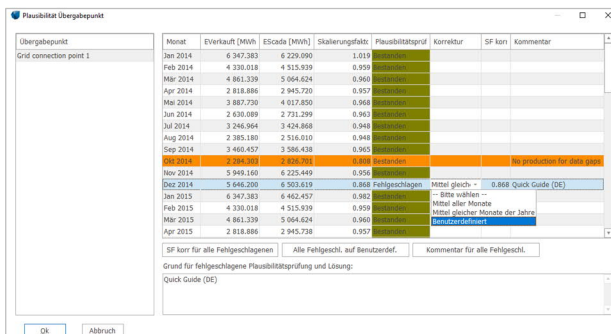 Plausibilität Übergabepunkt
Übergabepunkt
Grid connection point 1
Monat EVerkauft [MWh EScada [MWh] Skalierungsfaktc Plausibilitätsprüf Korrektur SF korr Kommentar
Jan 2014 6 347.383 6 229.090 1.019 Bestanden
Feb 2014 4 330.018 4 515.939 0.959 Bestanden
Mär 2014 4 861.339 5 064.624 0.960 Bestanden
Apr 2014 2 818.886 2 945.720 0.957 Bestanden
Mai 2014 3 887.730 4 017.850 0.968 Bestanden
Jun 2014 2 630.089 2 731.299 0.963 Bestanden
Jul 2014 3 246.964 3 424.868 0.948 Bestanden
Aug 2014 2 385.180 2 516.010 0.948 Bestanden
Sep 2014 3 460.457 3 586.438 0.965 Bestanden
Okt 2014 2 284.303 2 826.701 0.808 Bestanden No production for date gaps
Nov 2014 5 949.160 6 225.449 0.956 Bestanden
Dez 2014 5 646.200 6 503.619 0.868 Fehlgeschlagen Mittel gleich 0.868 Quick Guide (DE)
-- Bitte wählen --
Mittel aller Monate
Mittel gleicher Monate der Jahre
Benutzerdefiniert
Jan 2015 6 347.383 6 462.457 0.982 Bestanden
Feb 2015 4 330.018 4 515.939 0.959 Bestanden
Mär 2015 4 861.339 5 064.624 0.960 Bestanden
Apr 2015 2 818.886 2 945.738 0.957 Bestanden
SF korr für alle Fehlgeschlagenen Alle Fehlgeschl. auf Benutzerdef. Kommentar für alle Fehlgeschl.
Grund für fehlgeschlagene Plausibilitätsprüfung und Lösung:
Quick Guide (DE)
Ok Abbruch